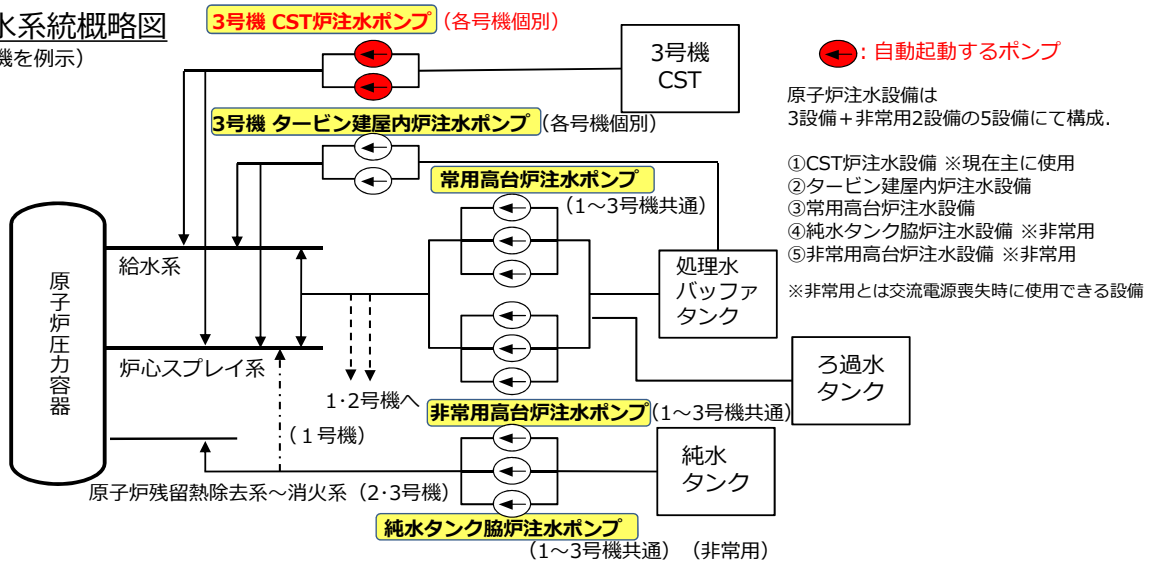 水系統概略図
機を例示）
3号機 CST炉注水ポンプ（各号機個別）
3号機
CST
：自動起動するポンプ
原子炉注水設備は
3設備＋非常用2設備の5設備にて構成.
3号機 タービン建屋内炉注水ポンプ（各号機個別）
①CST炉注水設備 ※現在主に使用
②タービン建屋内炉注水設備
③常用高台炉注水設備
④純水タンク脇炉注水設備 ※非常用
⑤非常用高台炉注水設備 ※非常用
※非常用とは交流電源喪失時に使用できる設備
常用高台炉注水ポンプ
（1～3号機共通）
原子炉圧力容器
給水系
処理水
バッファ
タンク
炉心スプレイ系
ろ過水
タンク
1･2号機へ
非常用高台炉注水ポンプ（1～3号機共通）
（１号機）
純水
タンク
原子炉残留熱除去系～消火系（2･3号機）
純水タンク脇炉注水ポンプ
（1～3号機共通）（非常用）